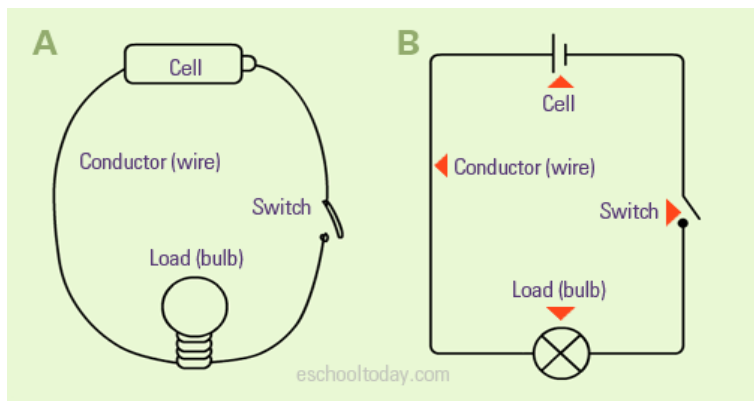 A
Cell
Conductor (wire)
Switch
Load (bulb)
B
Cell
Conductor (wire)
Switch
Load (bulb)
eschooltoday.com